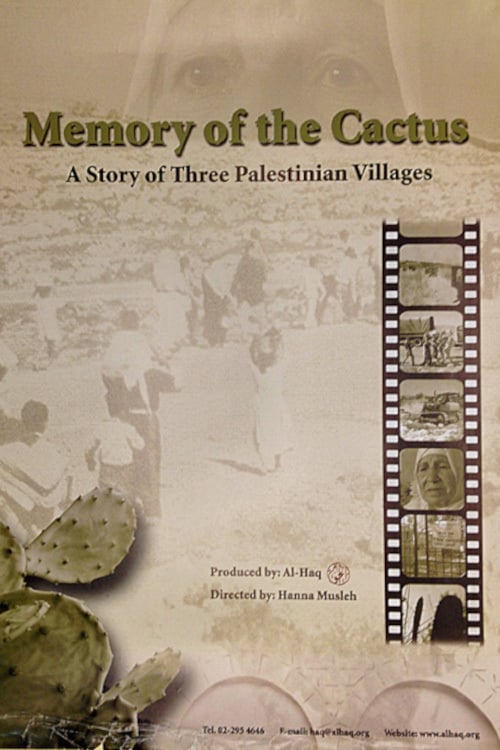 Memory of the Cactus
A Story of Three Palestinian Villages
Produced by: Al-Haq
Directed by: Hanna Musleh
Tel. 02-295 4646 E-mail: haq@alhaq.org Website: www.alhaq.org